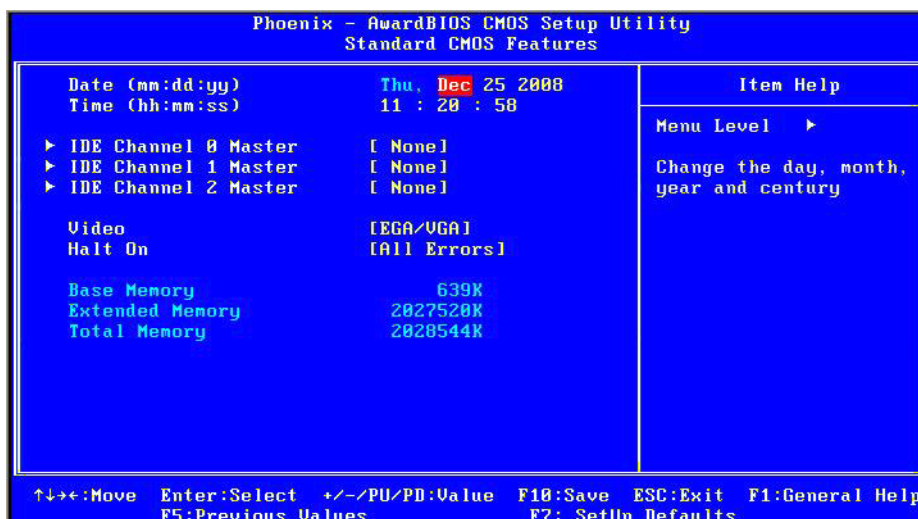 Phoenix - AwardBIOS CMOS Setup Utility
Standard CMOS Features
Date (mm:dd:yy) Thu, Dec 25 2008
Time (hh:mm:ss) 11 : 20 : 58
IDE Channel 0 Master [ None]
IDE Channel 1 Master [ None]
IDE Channel 2 Master [ None]
Video [EGA/VGA]
Halt On [All Errors]
Base Memory 639K
Extended Memory 2027520K
Total Memory 2028544K
Item Help
Menu Level ►
Change the day, month,
year and century
↑↓→←:Move Enter:Select +/-/PU/PD:Value F10:Save ESC:Exit F1:General Help
F5:Previous Values F7: SetUp Defaults